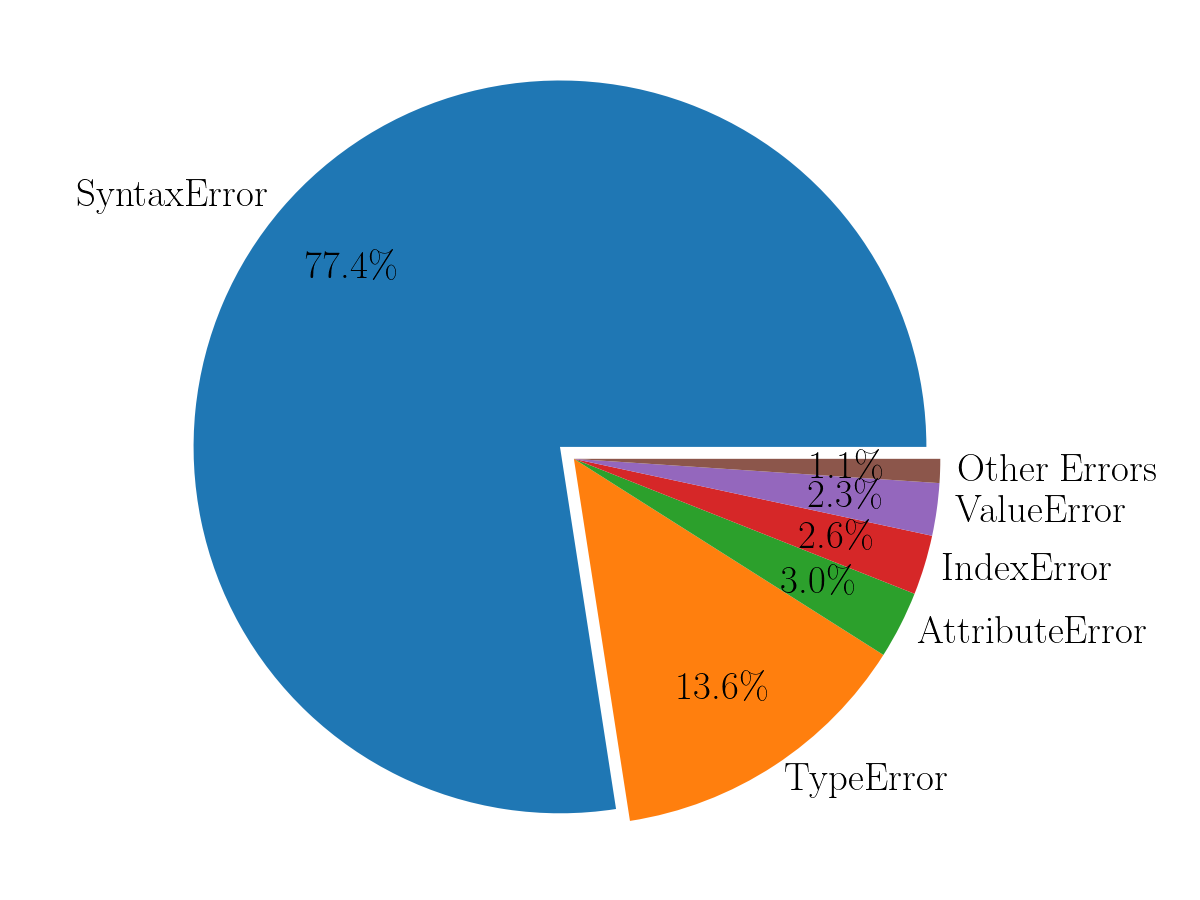 SyntaxError
77.4%
1.1%
Other Errors
2.3%
ValueError
2.6%
IndexError
3.0%
AttributeError
13.6%
TypeError